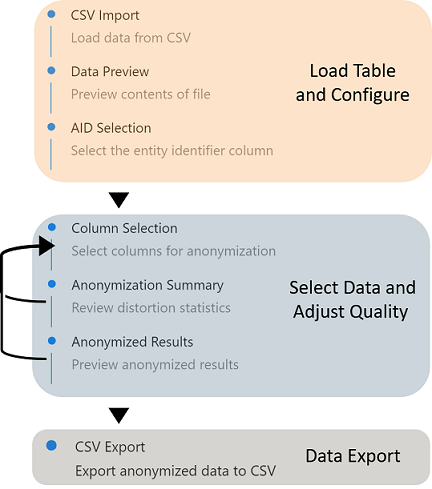 CSV Import
Load data from CSV
Data Preview
Preview contents of file
AID Selection
Select the entity identifier column
Load Table
and Configure
Column Selection
Select columns for anonymization
Anonymization Summary
Review distortion statistics
Anonymized Results
Preview anonymized results
Select Data and
Adjust Quality
CSV Export
Export anonymized data to CSV
Data Export